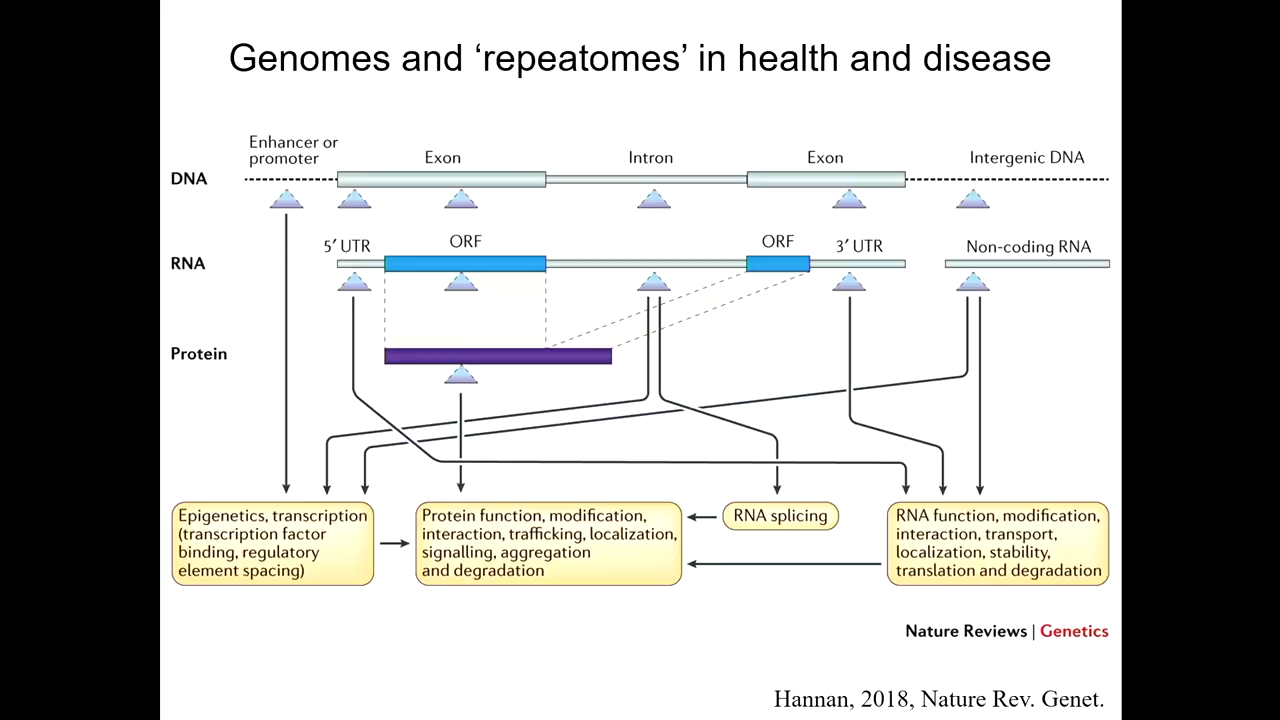 Genomes and ‘repeatomes’ in health and disease
Enhancer or
promoter
Exon
Intron
Exon
Intergenic DNA
DNA
5′ UTR
ORF
ORF
3′ UTR
Non-coding RNA
RNA
Protein
Epigenetics, transcription
(transcription factor
binding, regulatory
element spacing)
Protein function, modification,
interaction, trafficking, localization,
signalling, aggregation
and degradation
RNA splicing
RNA function, modification,
interaction, transport,
localization, stability,
translation and degradation
Nature Reviews | Genetics
Hannan, 2018, Nature Rev. Genet.